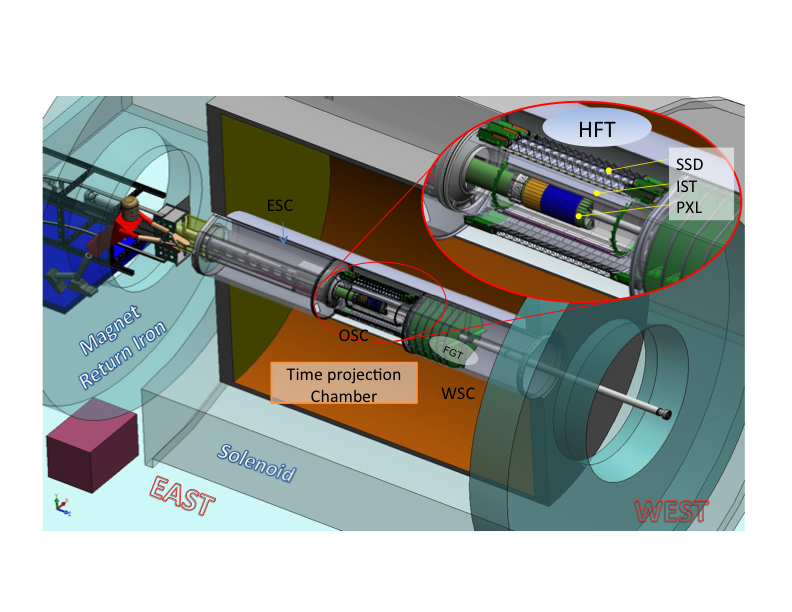 HFT
SSD
IST
PXL
ESC
OSC
FGT
WSC
Time projection
Chamber
Magnet
Return Iron
Solenoid
EAST
WEST